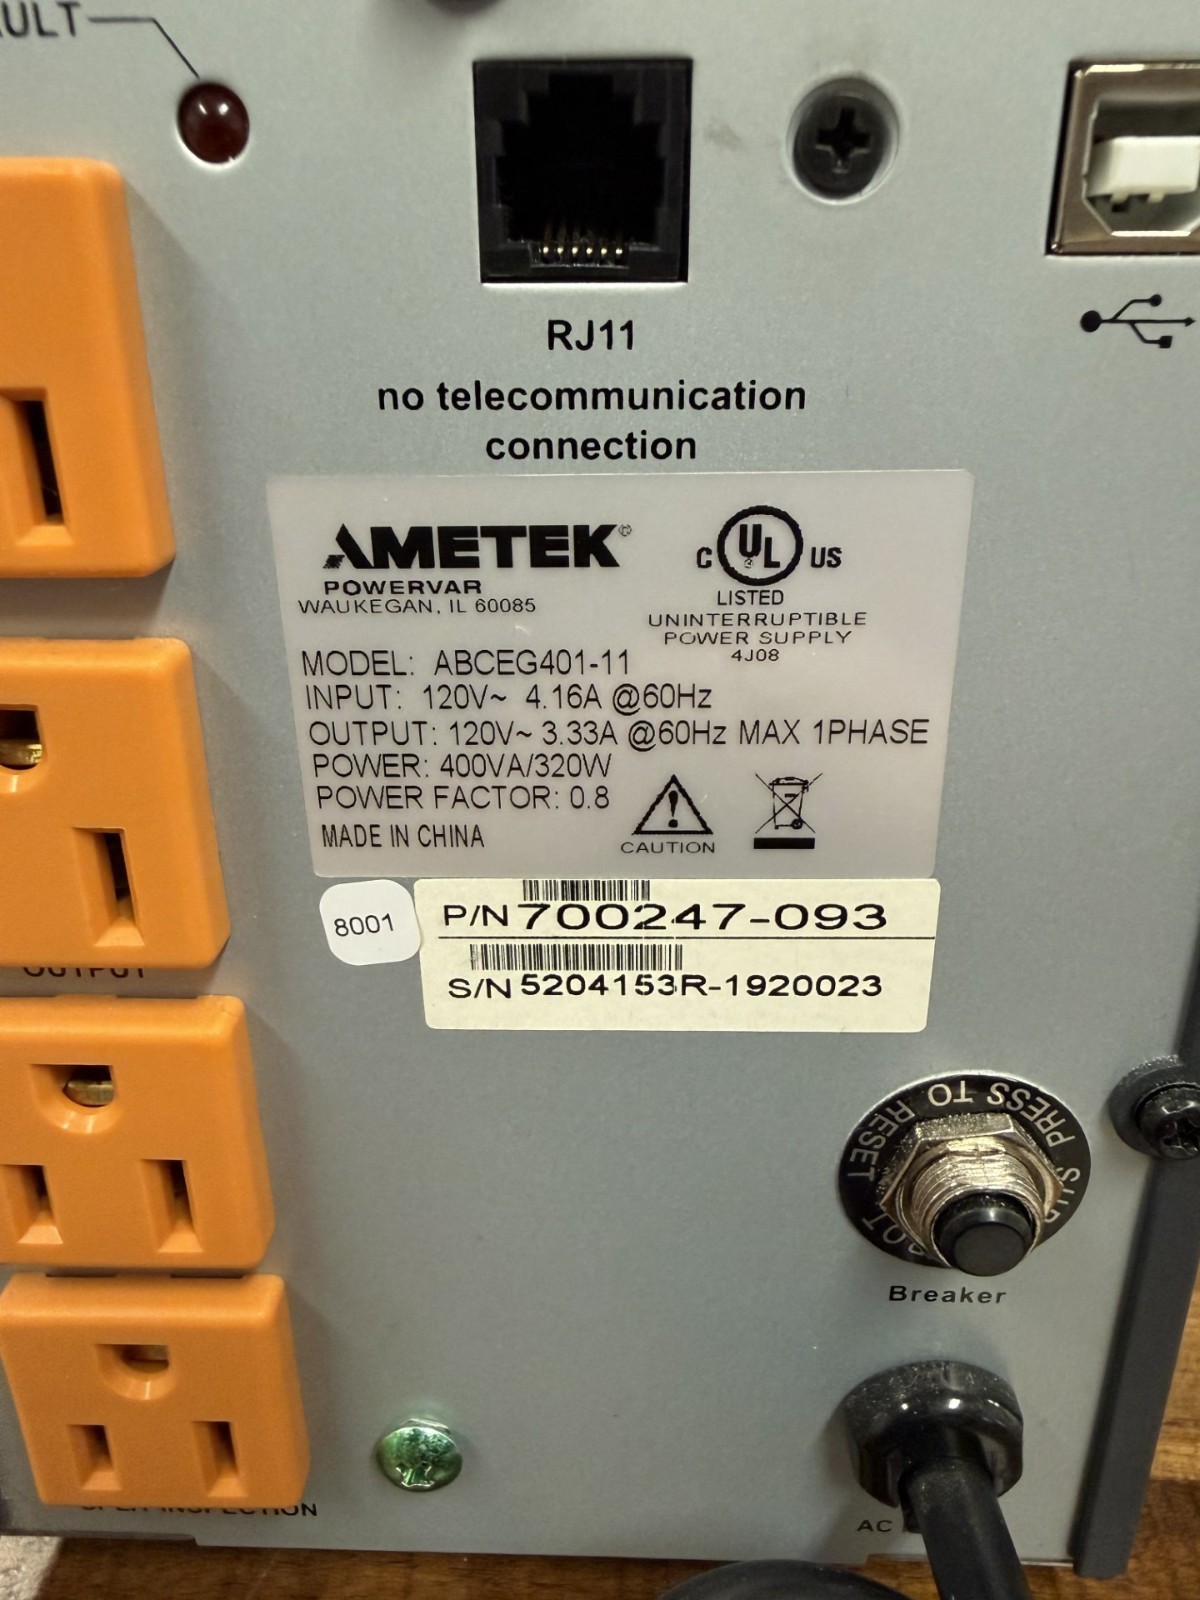 RJ11
no telecommunication
connection
AMETEK®
POWERVAR
WAUKEGAN, IL 60085
C UL US
LISTED
UNINTERRUPTIBLE
POWER SUPPLY
4J08
MODEL: ABCEG401-11
INPUT: 120V~ 4.16A @60Hz
OUTPUT: 120V~ 3.33A @60Hz MAX 1PHASE
POWER: 400VA/320W
POWER FACTOR: 0.8
MADE IN CHINA
CAUTION
8001
P/N 700247-093
S/N 5204153R-1920023
OUTPUT
PRESS TO RESET
Breaker
AC